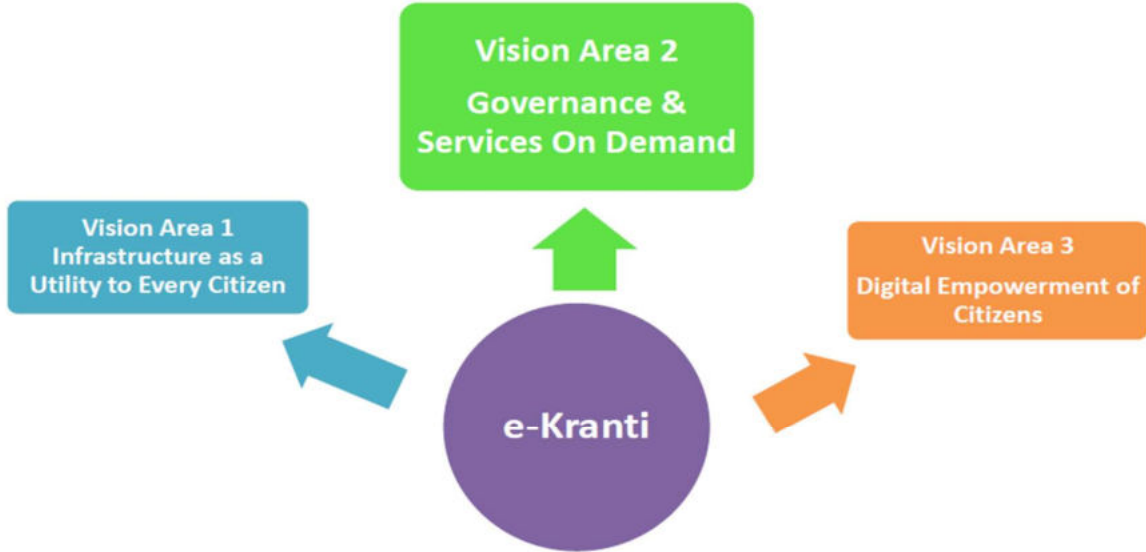 Vision Area 2
Governance &
Services On Demand
Vision Area 1
Infrastructure as a
Utility to Every Citizen
Vision Area 3
Digital Empowerment of
Citizens
e-Kranti